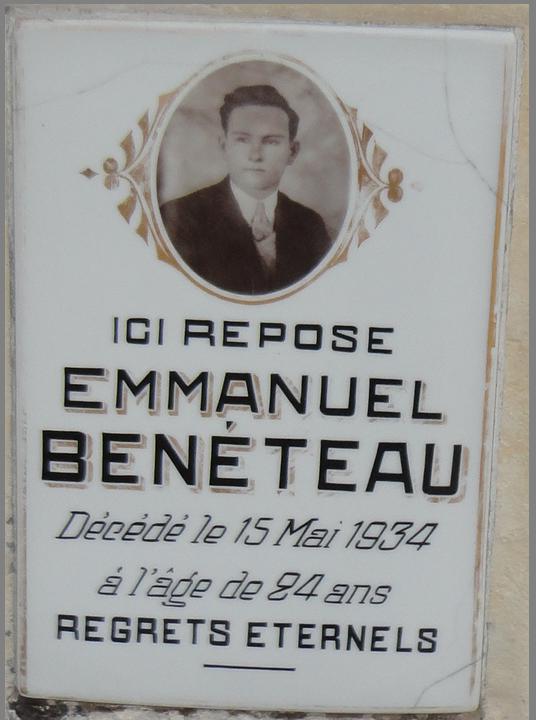 ICI REPOSE
EMMANUEL
BENÉTEAU
Décédé le 15 Mai 1934
á l'âge de 24 ans
REGRETS ETERNELS